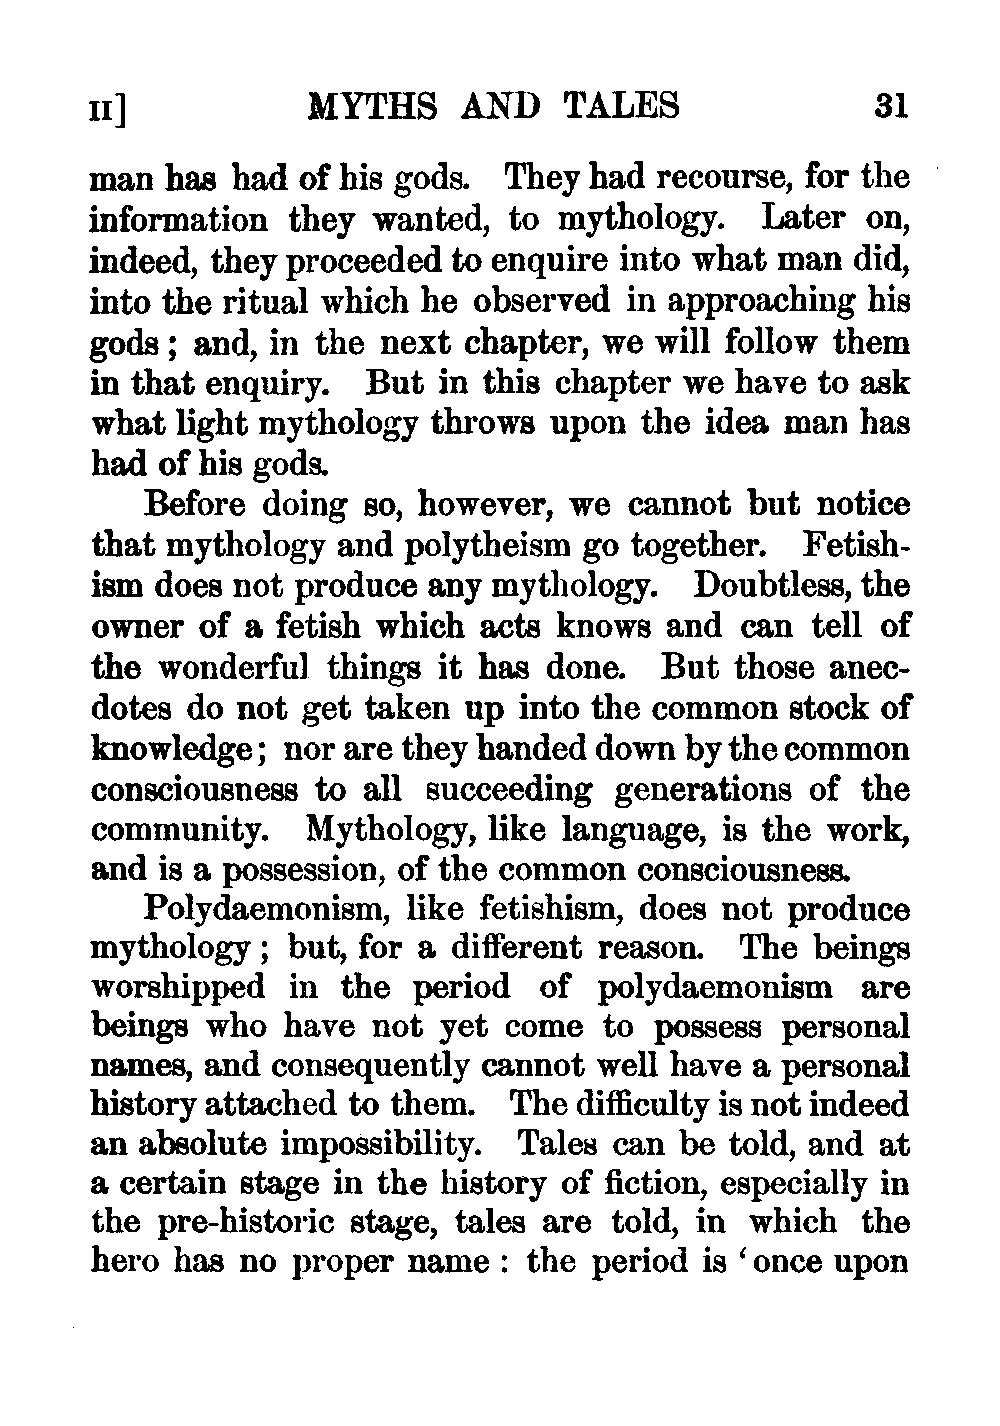 II] MYTHS AND TALES 31
man has had of his gods. They had recourse, for the
information they wanted, to mythology. Later on,
indeed, they proceeded to enquire into what man did,
into the ritual which he observed in approaching his
gods; and, in the next chapter, we will follow them
in that enquiry. But in this chapter we have to ask
what light mythology throws upon the idea man has
had of his gods.
Before doing so, however, we cannot but notice
that mythology and polytheism go together. Fetish-
ism does not produce any mythology. Doubtless, the
owner of a fetish which acts knows and can tell of
the wonderful things it has done. But those anec-
dotes do not get taken up into the common stock of
knowledge; nor are they handed down by the common
consciousness to all succeeding generations of the
community. Mythology, like language, is the work,
and is a possession, of the common consciousness.
Polydaemonism, like fetishism, does not produce
mythology; but, for a different reason. The beings
worshipped in the period of polydaemonism are
beings who have not yet come to possess personal
names, and consequently cannot well have a personal
history attached to them. The difficulty is not indeed
an absolute impossibility. Tales can be told, and at
a certain stage in the history of fiction, especially in
the pre-historic stage, tales are told, in which the
hero has no proper name: the period is ‘once upon